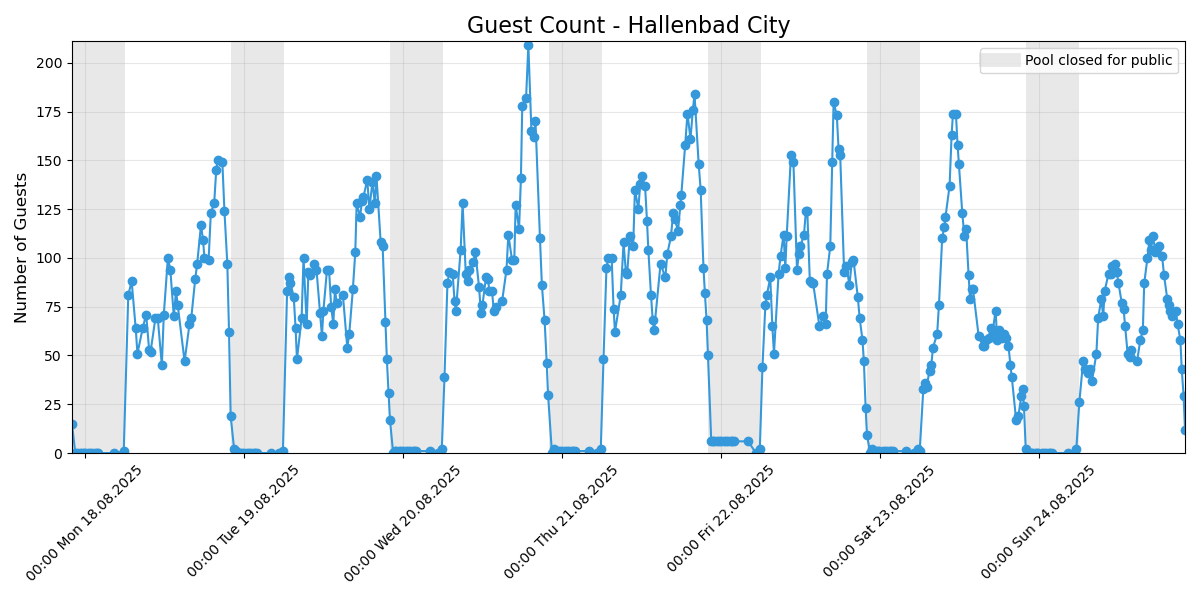 Guest Count - Hallenbad City
Pool closed for public
Number of Guests
200
175
150
125
100
75
50
25
0
00:00 Mon 18.08.2025
00:00 Tue 19.08.2025
00:00 Wed 20.08.2025
00:00 Thu 21.08.2025
00:00 Fri 22.08.2025
00:00 Sat 23.08.2025
00:00 Sun 24.08.2025